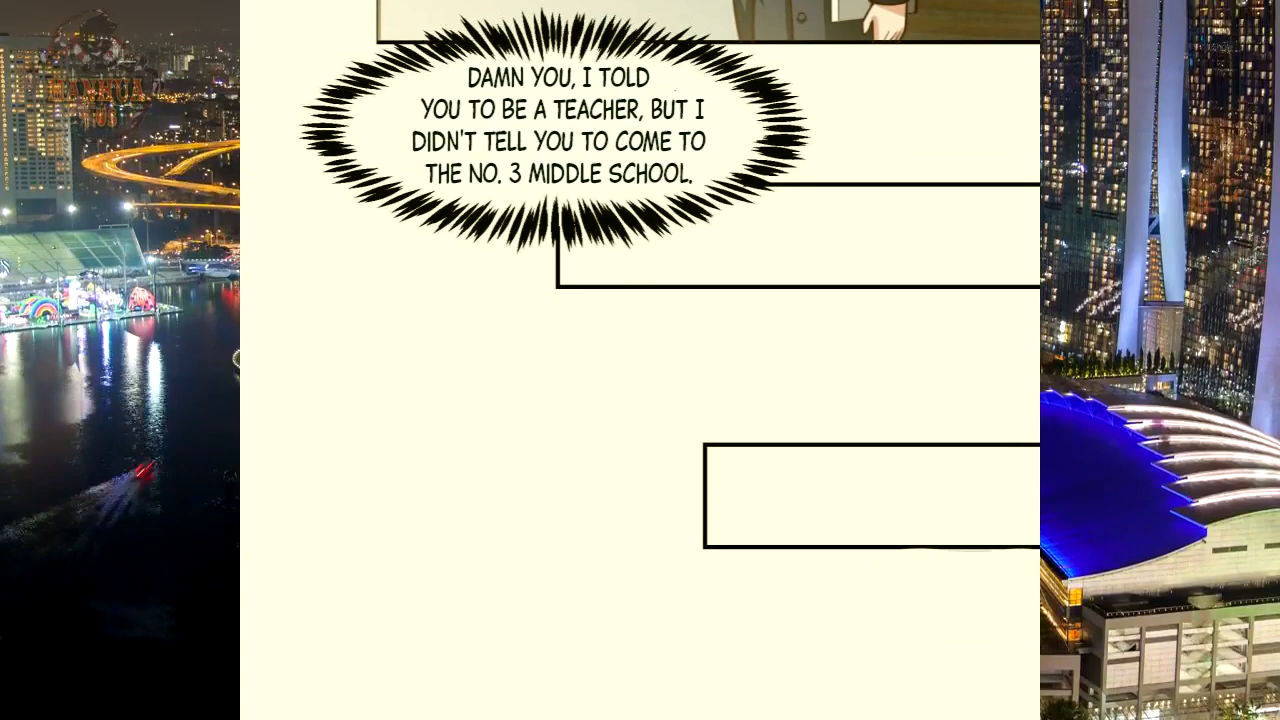 MANHUA
DAMN YOU, I TOLD
YOU TO BE A TEACHER, BUT I
DIDN'T TELL YOU TO COME TO
THE NO. 3 MIDDLE SCHOOL.